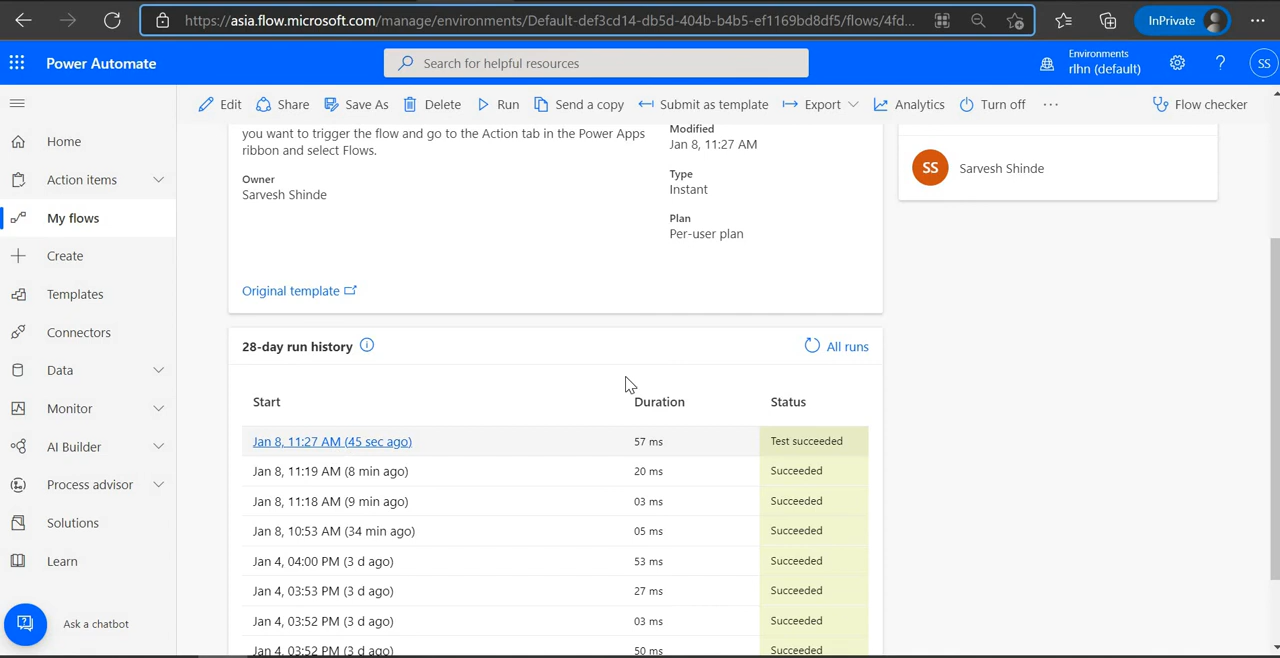 https://asia.flow.microsoft.com/manage/environments/Default-def3cd14-db5d-404b-b4b5-ef1169bd8df5/flows/4fd...
InPrivate
Power Automate
Search for helpful resources
Environments
rlhn (default)
SS
Edit
Share
Save As
Delete
Run
Send a copy
Submit as template
Export
Analytics
Turn off
Flow checker
Home
Action items
My flows
Create
Templates
Connectors
Data
Monitor
AI Builder
Process advisor
Solutions
Learn
Ask a chatbot
you want to trigger the flow and go to the Action tab in the Power Apps
ribbon and select Flows.
Owner
Sarvesh Shinde
Modified
Jan 8, 11:27 AM
Type
Instant
Plan
Per-user plan
SS Sarvesh Shinde
Original template
28-day run history
All runs
Start Duration Status
Jan 8, 11:27 AM (45 sec ago) 57 ms Test succeeded
Jan 8, 11:19 AM (8 min ago) 20 ms Succeeded
Jan 8, 11:18 AM (9 min ago) 03 ms Succeeded
Jan 8, 10:53 AM (34 min ago) 05 ms Succeeded
Jan 4, 04:00 PM (3 d ago) 53 ms Succeeded
Jan 4, 03:53 PM (3 d ago) 27 ms Succeeded
Jan 4, 03:52 PM (3 d ago) 03 ms Succeeded
Jan 4, 03:52 PM (3 d ago) 50 ms Succeeded